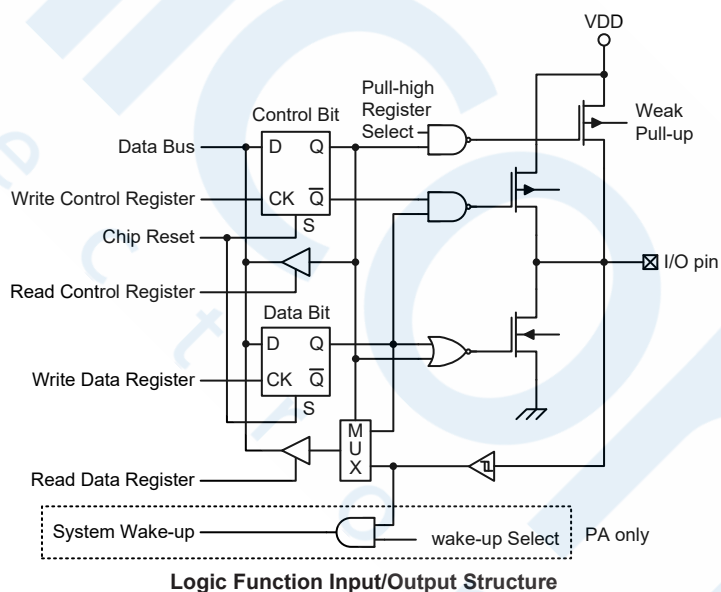 VDD
Pull-high
Register
Select
Weak
Pull-up
Control Bit
Data Bus
D
Q
Write Control Register
CK
Q
S
Chip Reset
I/O pin
Read Control Register
Data Bit
D
Q
Write Data Register
CK
Q
S
M
U
X
Read Data Register
System Wake-up
wake-up Select
PA only
Logic Function Input/Output Structure